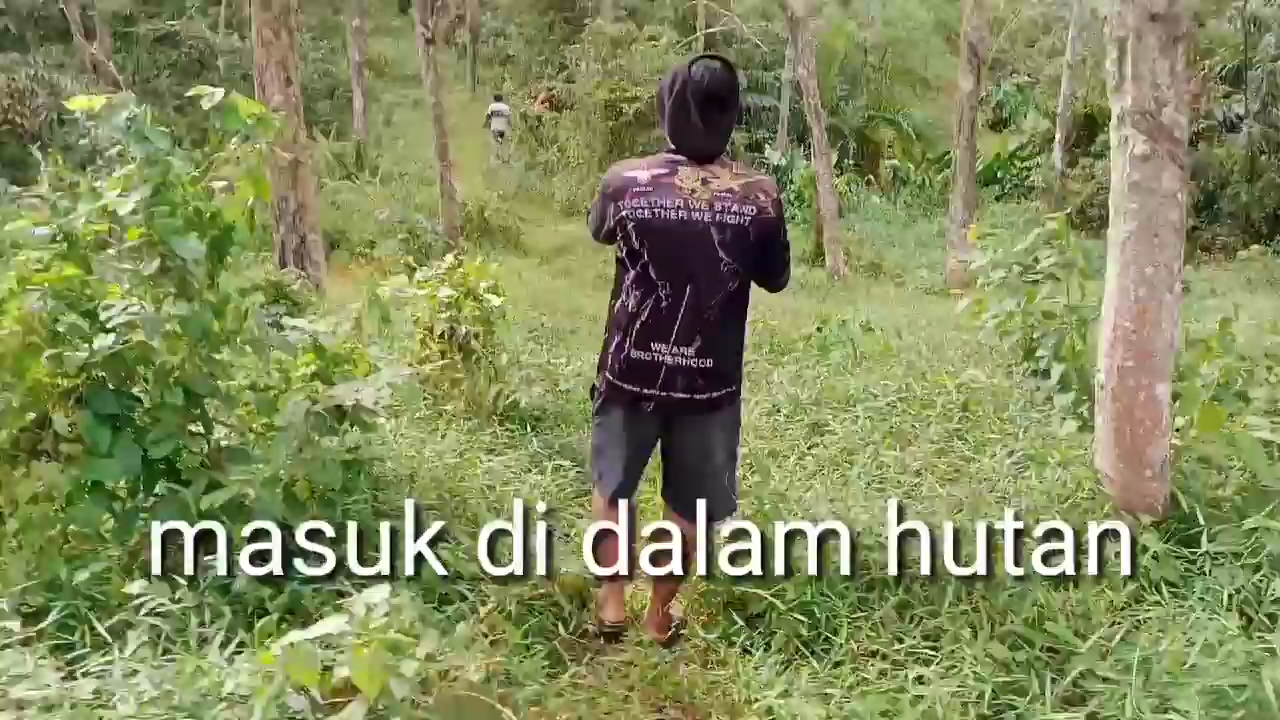 TOGETHER WE STAND
TOGETHER WE FIGHT
WE ARE
BROTHERHOOD
masuk di dalam hutan